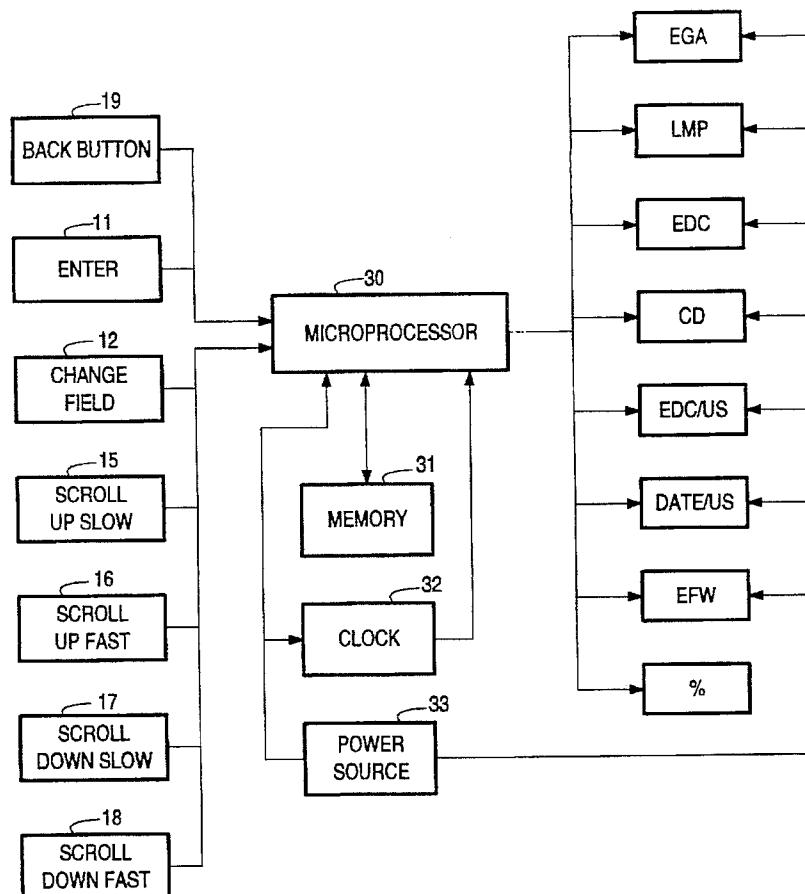 19
BACK BUTTON
11
ENTER
12
CHANGE
FIELD
15
SCROLL
UP SLOW
16
SCROLL
UP FAST
17
SCROLL
DOWN SLOW
18
SCROLL
DOWN FAST
30
MICROPROCESSOR
31
MEMORY
32
CLOCK
33
POWER
SOURCE
EGA
LMP
EDC
CD
EDC/US
DATE/US
EFW
%